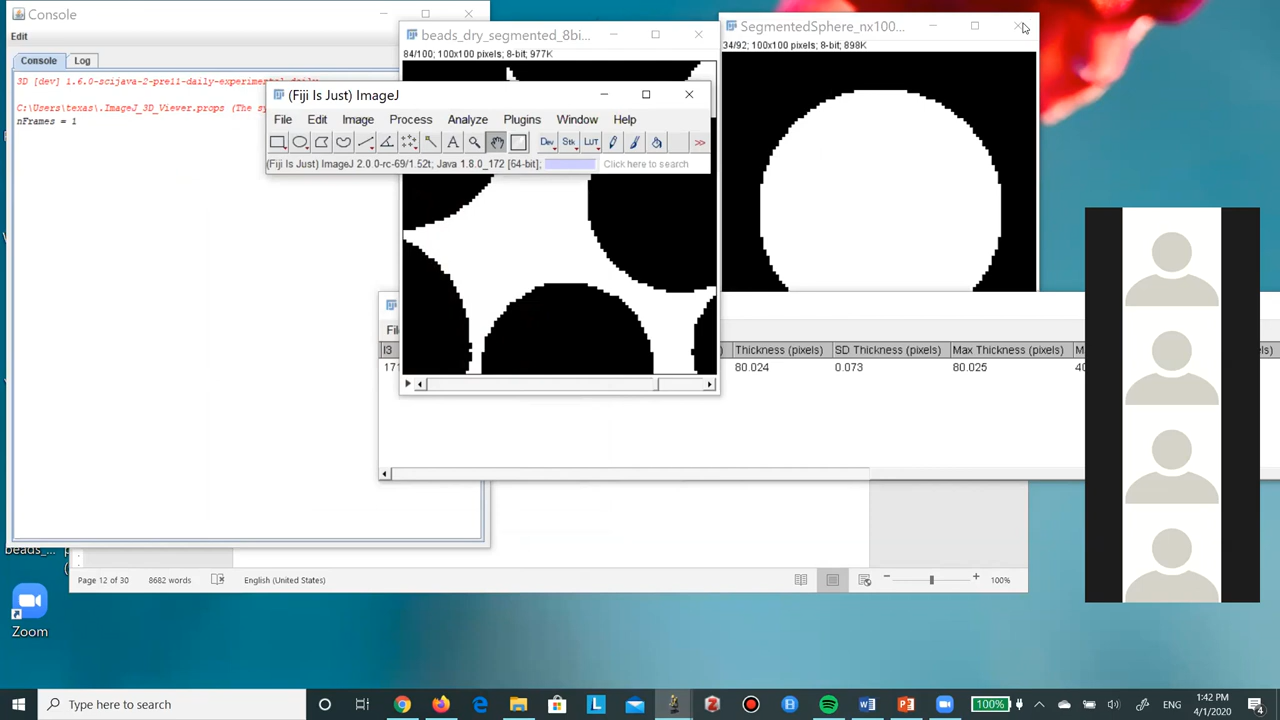 Console
Edit
Console Log
3D [dev] 1.6.0-scijava-2-pre11-daily-experimental daily
C:\Users\texas\.ImageJ_3D_Viewer.props (The sy
nFrames = 1
beads_dry_segmented_8bi...
84/100; 100x100 pixels; 8-bit; 977K
SegmentedSphere_nx100...
34/92; 100x100 pixels; 8-bit; 898K
(Fiji Is Just) ImageJ
File Edit Image Process Analyze Plugins Window Help
A Dev Stk LUT >>
(Fiji Is Just) ImageJ 2.0.0-rc-69/1.52t; Java 1.8.0_172 [64-bit]; Click here to search
I3 Thickness (pixels) SD Thickness (pixels) Max Thickness (pixels)
171 80.024 0.073 80.025 40
beads_...
Page 12 of 30 8682 words English (United States) 100%
Zoom
Type here to search
100% ENG 1:42 PM
4/1/2020